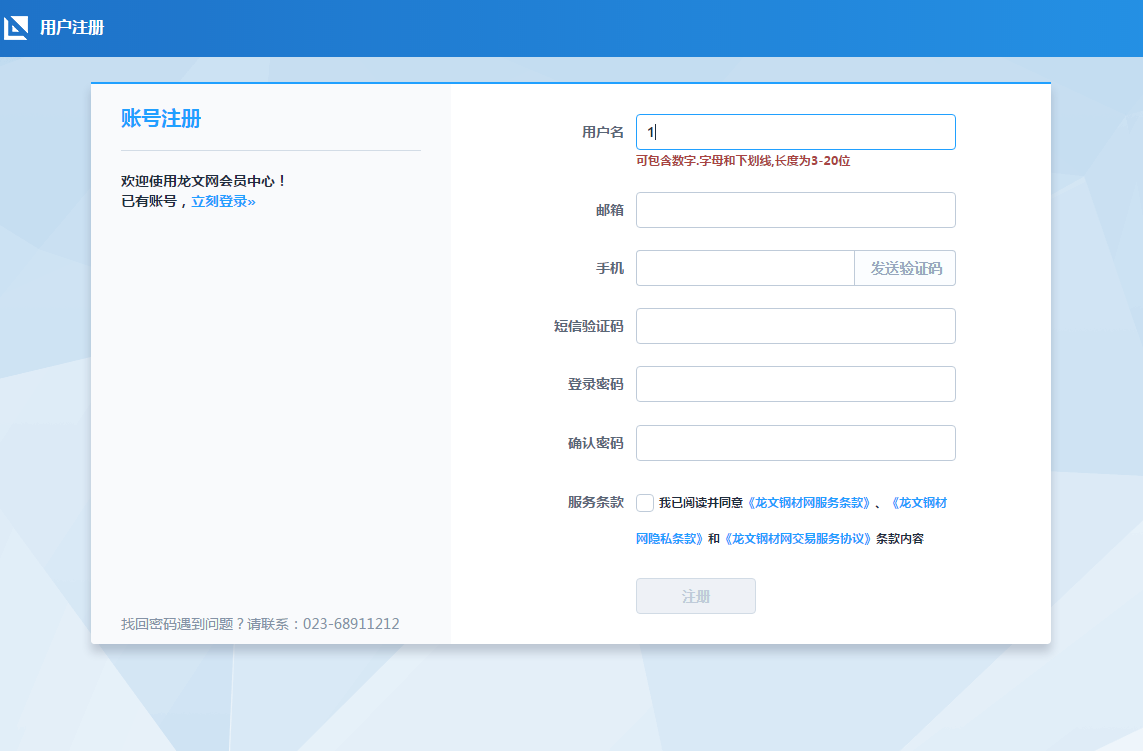 用户注册
账号注册
欢迎使用龙文网会员中心！
已有账号，立刻登录»
找回密码遇到问题？请联系：023-68911212
用户名 1
可包含数字.字母和下划线,长度为3-20位
邮箱
手机 发送验证码
短信验证码
登录密码
确认密码
服务条款 我已阅读并同意《龙文钢材网服务条款》、《龙文钢材
网隐私条款》和《龙文钢材网交易服务协议》条款内容
注册